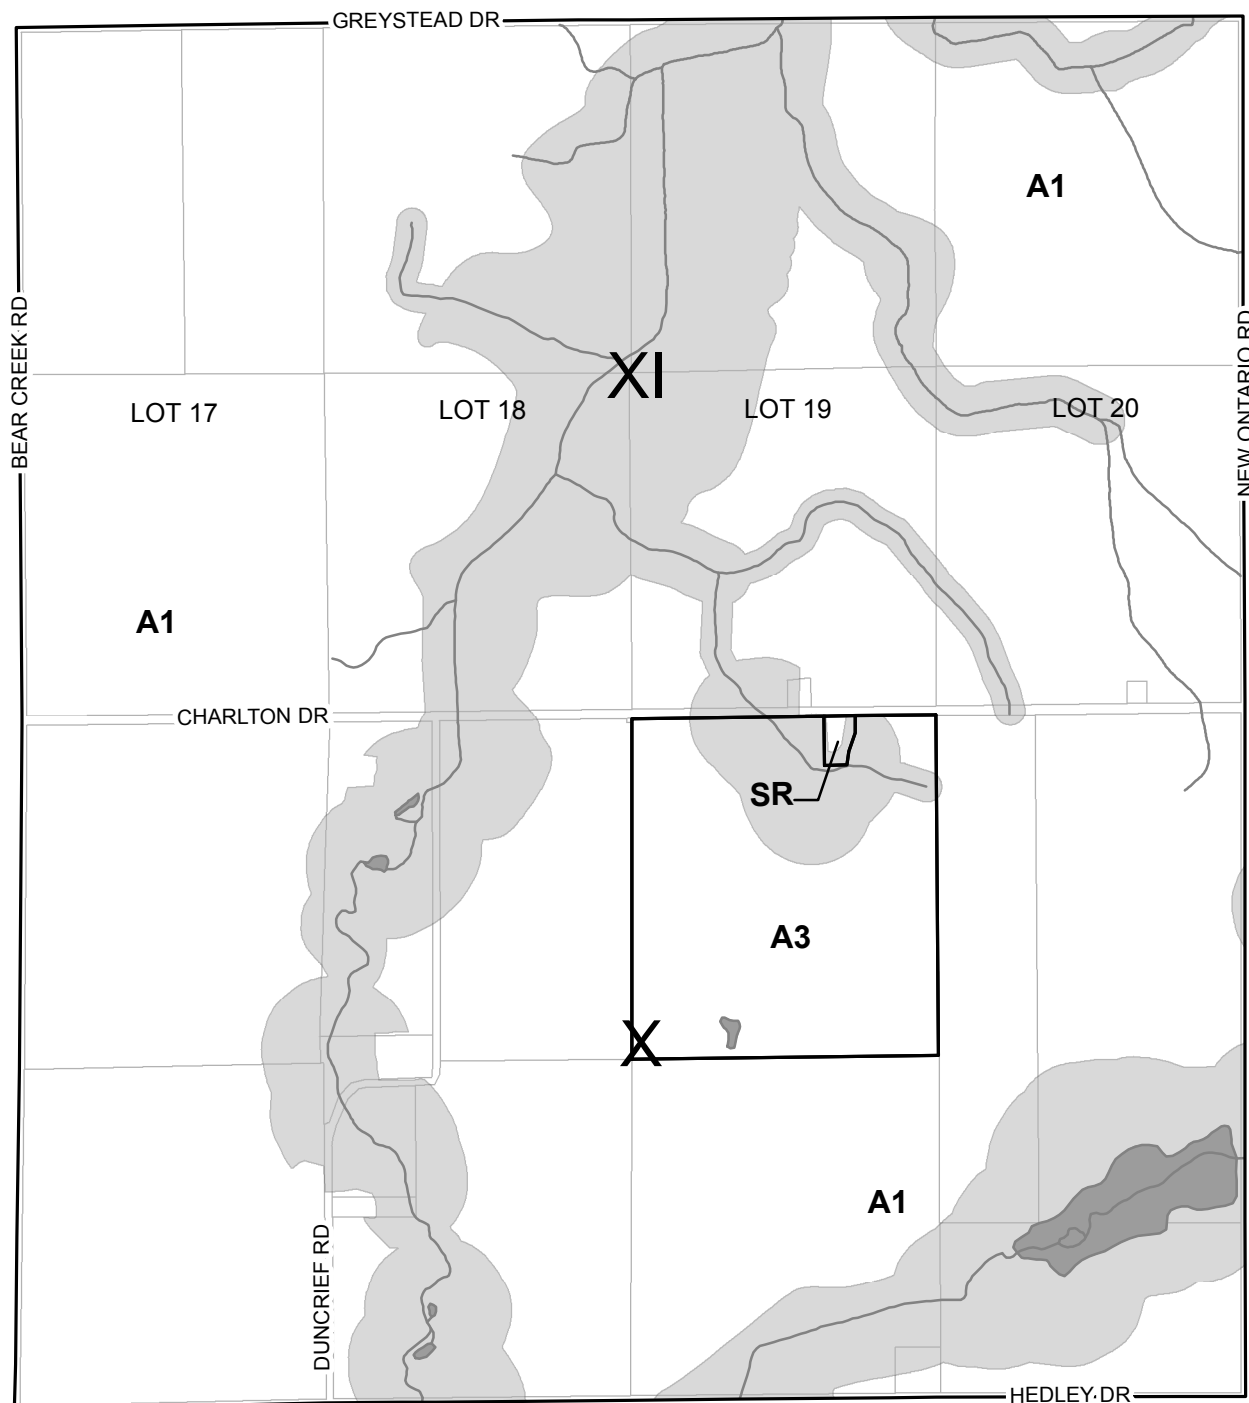 GREYSTEAD DR
A1
BEAR CREEK RD
NEW ONTARIO RD
XI
LOT 17
LOT 18
LOT 19
LOT 20
A1
CHARLTON DR
SR
A3
X
A1
DUNCRIEF RD
HEDLEY DR